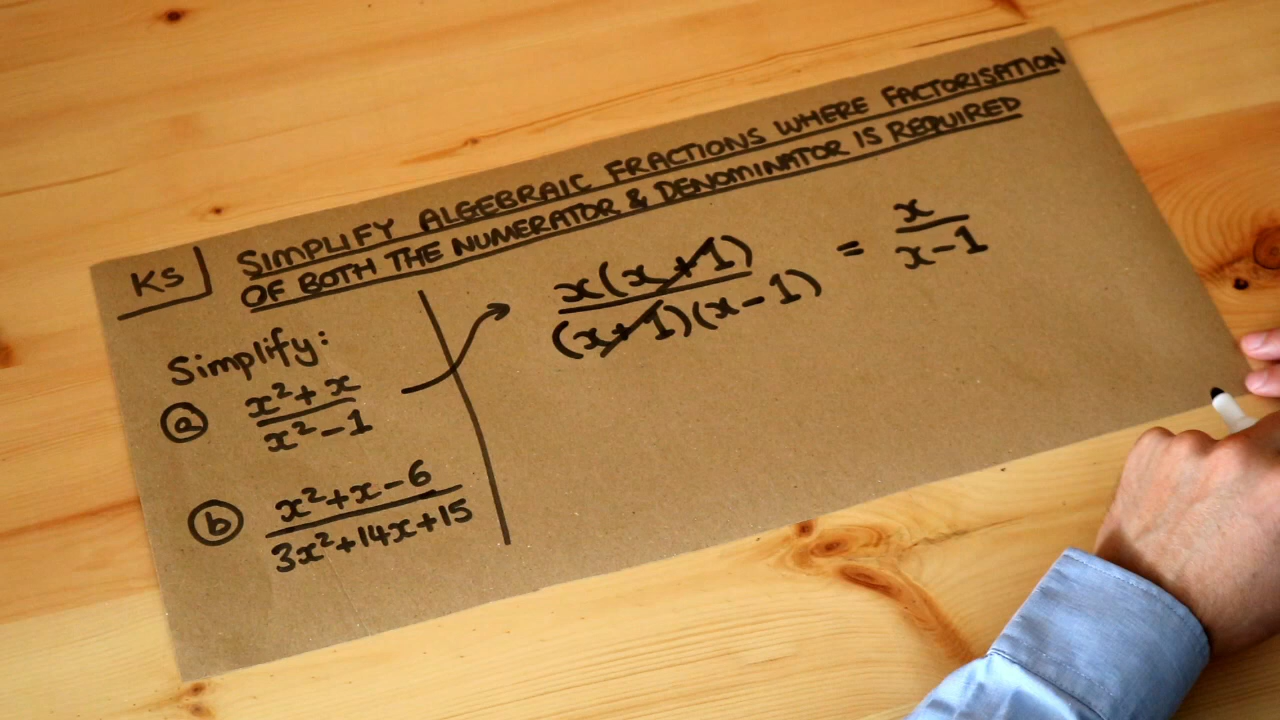 K5
SIMPLIFY ALGEBRAIC FRACTIONS WHERE FACTORISATION
OF BOTH THE NUMERATOR & DENOMINATOR IS REQUIRED
Simplify:
ⓐ
x² + x
x² - 1
ⓑ
x² + x - 6
3x² + 14x + 15
x(x + 1)
(x + 1)(x - 1)
=
x
x - 1